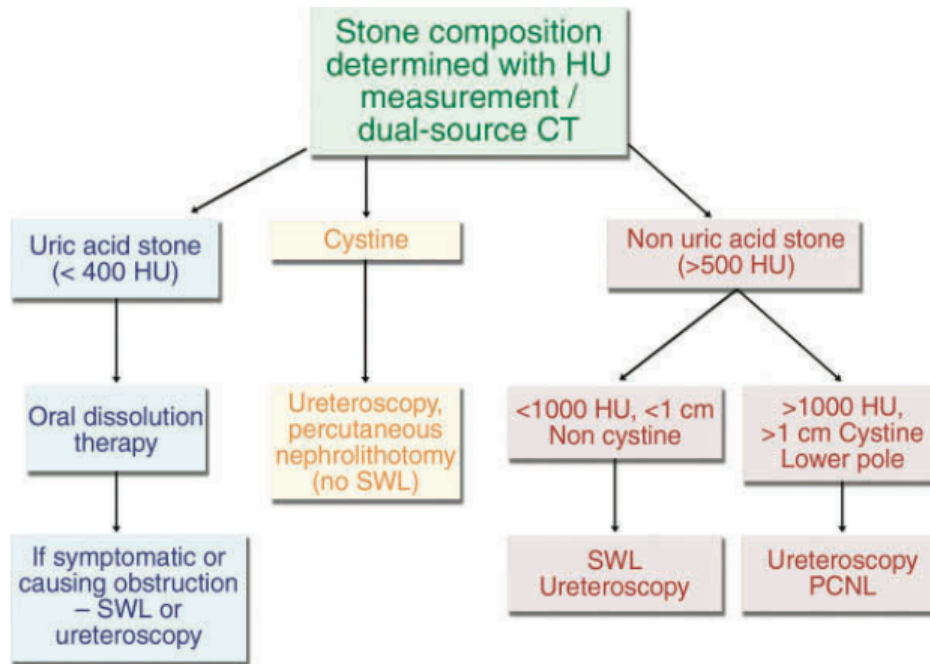 Stone composition
determined with HU
measurement /
dual-source CT
Uric acid stone
(< 400 HU)
Cystine
Non uric acid stone
(>500 HU)
Oral dissolution
therapy
Ureteroscopy,
percutaneous
nephrolithotomy
(no SWL)
<1000 HU, <1 cm
Non cystine
>1000 HU,
>1 cm Cystine
Lower pole
If symptomatic or
causing obstruction
– SWL or
ureteroscopy
SWL
Ureteroscopy
Ureteroscopy
PCNL